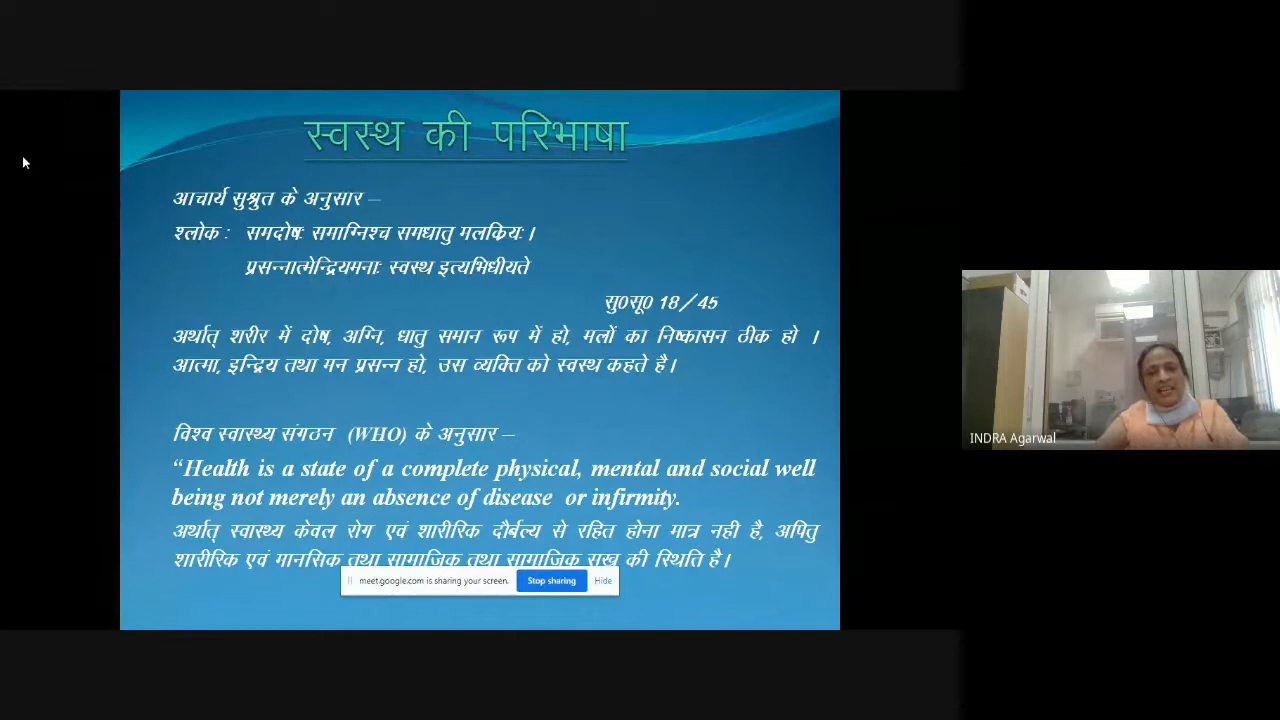 स्वस्थ की परिभाषा
आचार्य सुश्रुत के अनुसार –
श्लोक : समदोषः समाग्निश्च समधातु मलकियः ।
प्रसन्नात्मेन्द्रियमनाः स्वस्थ इत्यभिधीयते
सु0सू0 18/45
अर्थात् शरीर में दोष, अग्नि, धातु समान रूप में हो, मलों का निष्कासन ठीक हो ।
आत्मा, इन्द्रिय तथा मन प्रसन्न हो, उस व्यक्ति को स्वस्थ कहते है।
विश्व स्वास्थ्य संगठन (WHO) के अनुसार –
“Health is a state of a complete physical, mental and social well
being not merely an absence of disease or infirmity.
अर्थात् स्वास्थ्य केवल रोग एवं शारीरिक दौर्बल्य से रहित होना मात्र नही है, अपितु
शारीरिक एवं मानसिक तथा सामाजिक तथा सामाजिक सुख की स्थिति है।
meet.google.com is sharing your screen. Stop sharing Hide
INDRA Agarwal